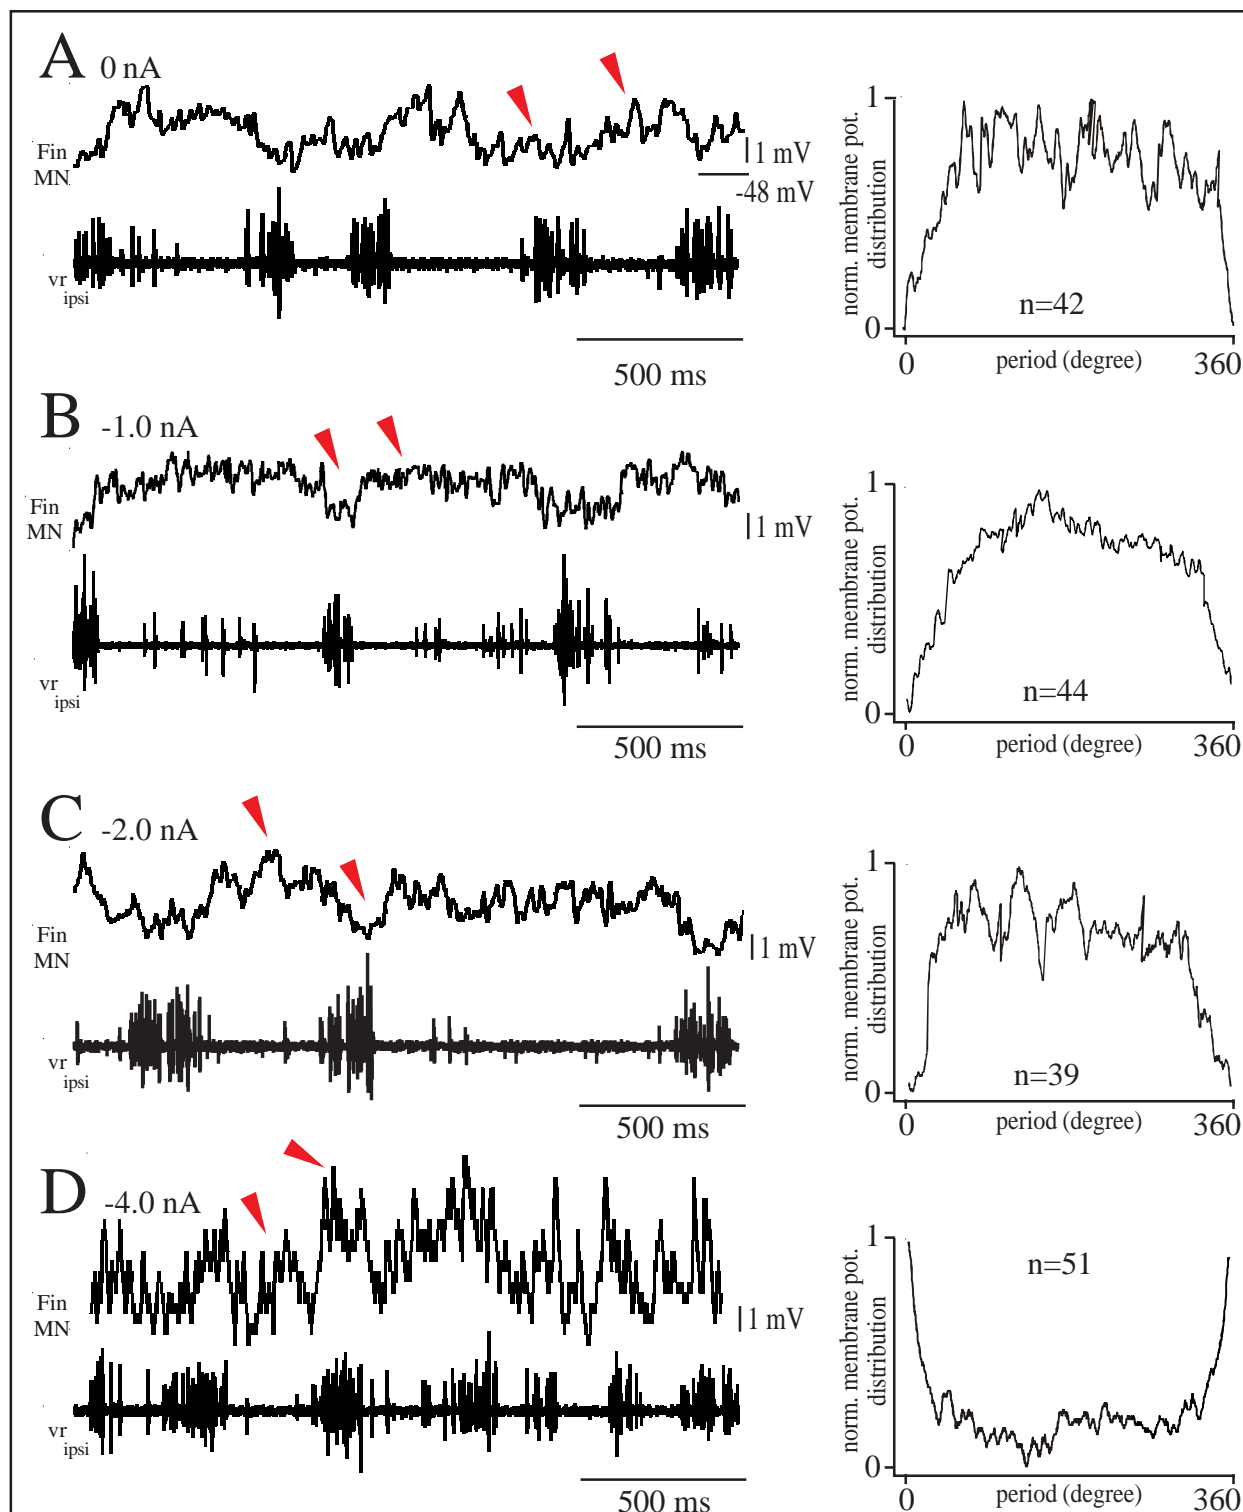 A 0 nA
Fin
MN
1 mV
-48 mV
vr ipsi
500 ms
1
norm. membrane pot.
distribution
n=42
0
0 period (degree) 360
B -1.0 nA
Fin
MN
1 mV
vr ipsi
500 ms
1
norm. membrane pot.
distribution
n=44
0
0 period (degree) 360
C -2.0 nA
Fin
MN
1 mV
vr ipsi
500 ms
1
norm. membrane pot.
distribution
n=39
0
0 period (degree) 360
D -4.0 nA
Fin
MN
1 mV
vr ipsi
500 ms
1
norm. membrane pot.
distribution
n=51
0
0 period (degree) 360